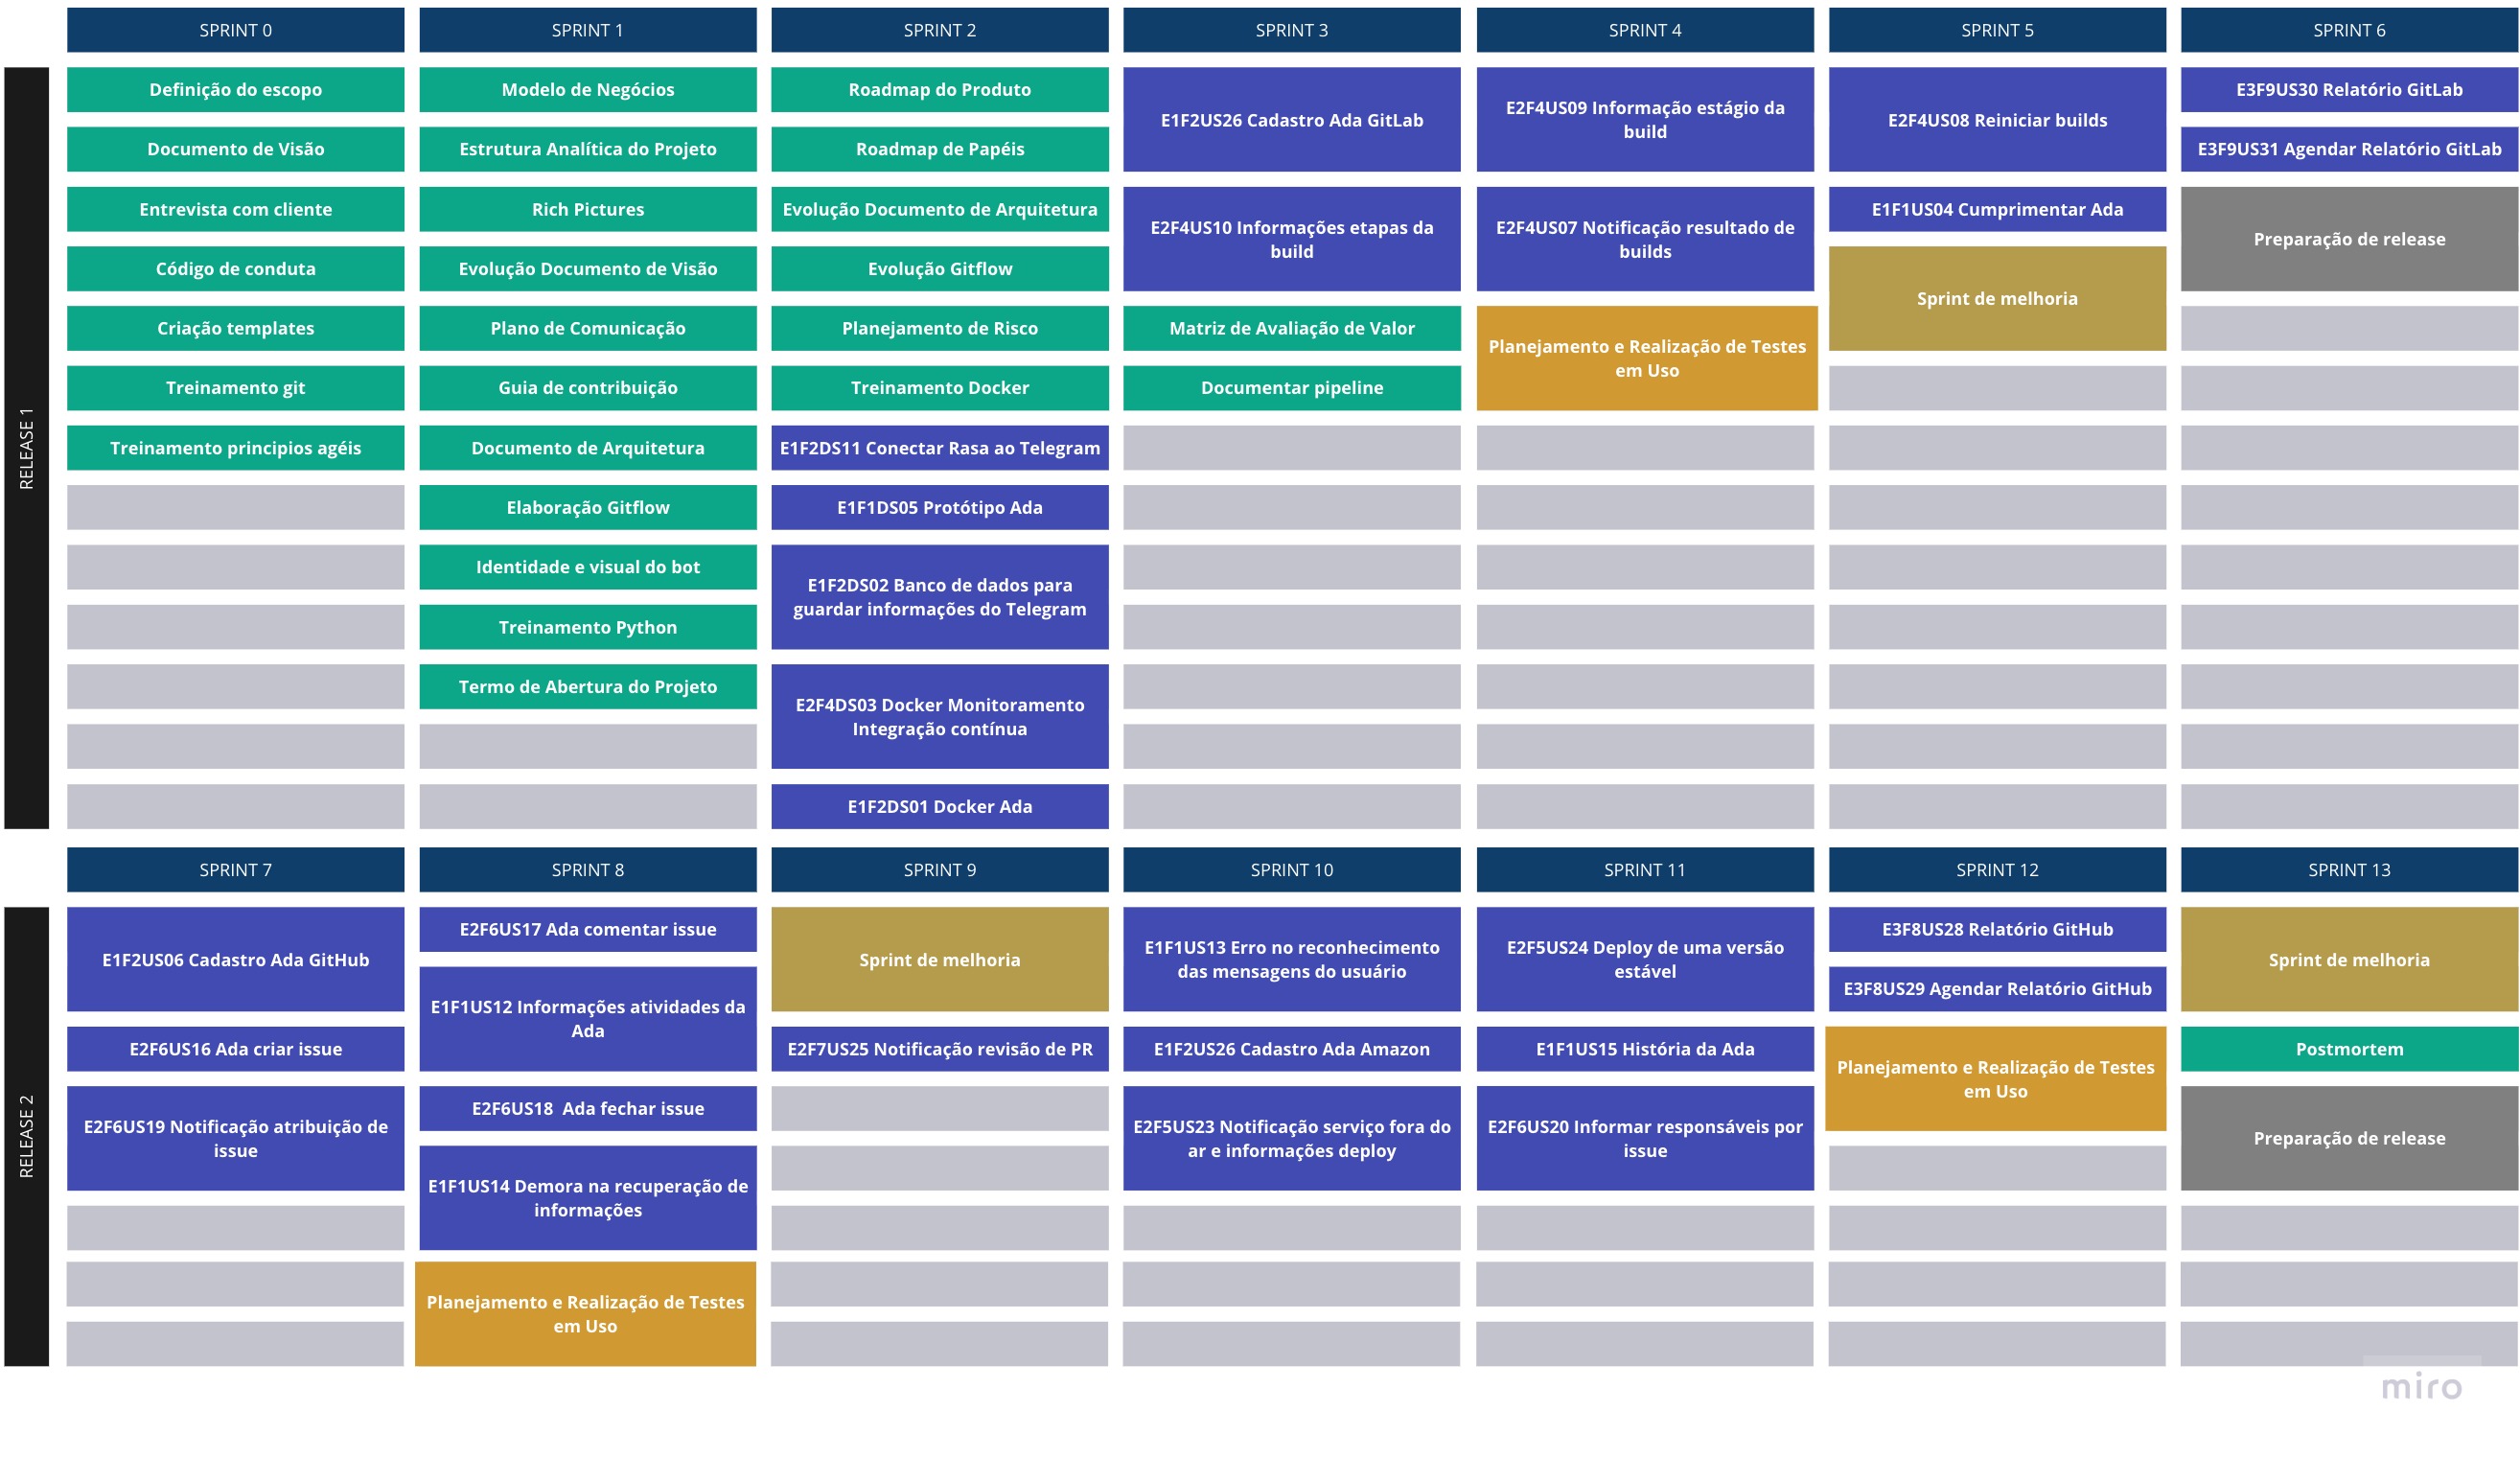 SPRINT 0
SPRINT 1
SPRINT 2
SPRINT 3
SPRINT 4
SPRINT 5
SPRINT 6
RELEASE 1
Definição do escopo
Documento de Visão
Entrevista com cliente
Código de conduta
Criação templates
Treinamento git
Treinamento principios agéis
Modelo de Negócios
Estrutura Analítica do Projeto
Rich Pictures
Evolução Documento de Visão
Plano de Comunicação
Guia de contribuição
Documento de Arquitetura
Elaboração Gitflow
Identidade e visual do bot
Treinamento Python
Termo de Abertura do Projeto
Roadmap do Produto
Roadmap de Papéis
Evolução Documento de Arquitetura
Evolução Gitflow
Planejamento de Risco
Treinamento Docker
E1F2DS11 Conectar Rasa ao Telegram
E1F1DS05 Protótipo Ada
E1F2DS02 Banco de dados para
guardar informações do Telegram
E2F4DS03 Docker Monitoramento
Integração contínua
E1F2DS01 Docker Ada
E1F2US26 Cadastro Ada GitLab
E2F4US10 Informações etapas da
build
Matriz de Avaliação de Valor
Documentar pipeline
E2F4US09 Informação estágio da
build
E2F4US07 Notificação resultado de
builds
Planejamento e Realização de Testes
em Uso
E2F4US08 Reiniciar builds
E1F1US04 Cumprimentar Ada
Sprint de melhoria
E3F9US30 Relatório GitLab
E3F9US31 Agendar Relatório GitLab
Preparação de release
SPRINT 7
SPRINT 8
SPRINT 9
SPRINT 10
SPRINT 11
SPRINT 12
SPRINT 13
RELEASE 2
E1F2US06 Cadastro Ada GitHub
E2F6US16 Ada criar issue
E2F6US19 Notificação atribuição de
issue
E2F6US17 Ada comentar issue
E1F1US12 Informações atividades da
Ada
E2F6US18  Ada fechar issue
E1F1US14 Demora na recuperação de
informações
Planejamento e Realização de Testes
em Uso
Sprint de melhoria
E2F7US25 Notificação revisão de PR
E1F1US13 Erro no reconhecimento
das mensagens do usuário
E1F2US26 Cadastro Ada Amazon
E2F5US23 Notificação serviço fora do
ar e informações deploy
E2F5US24 Deploy de uma versão
estável
E1F1US15 História da Ada
E2F6US20 Informar responsáveis por
issue
E3F8US28 Relatório GitHub
E3F8US29 Agendar Relatório GitHub
Planejamento e Realização de Testes
em Uso
Sprint de melhoria
Postmortem
Preparação de release
miro